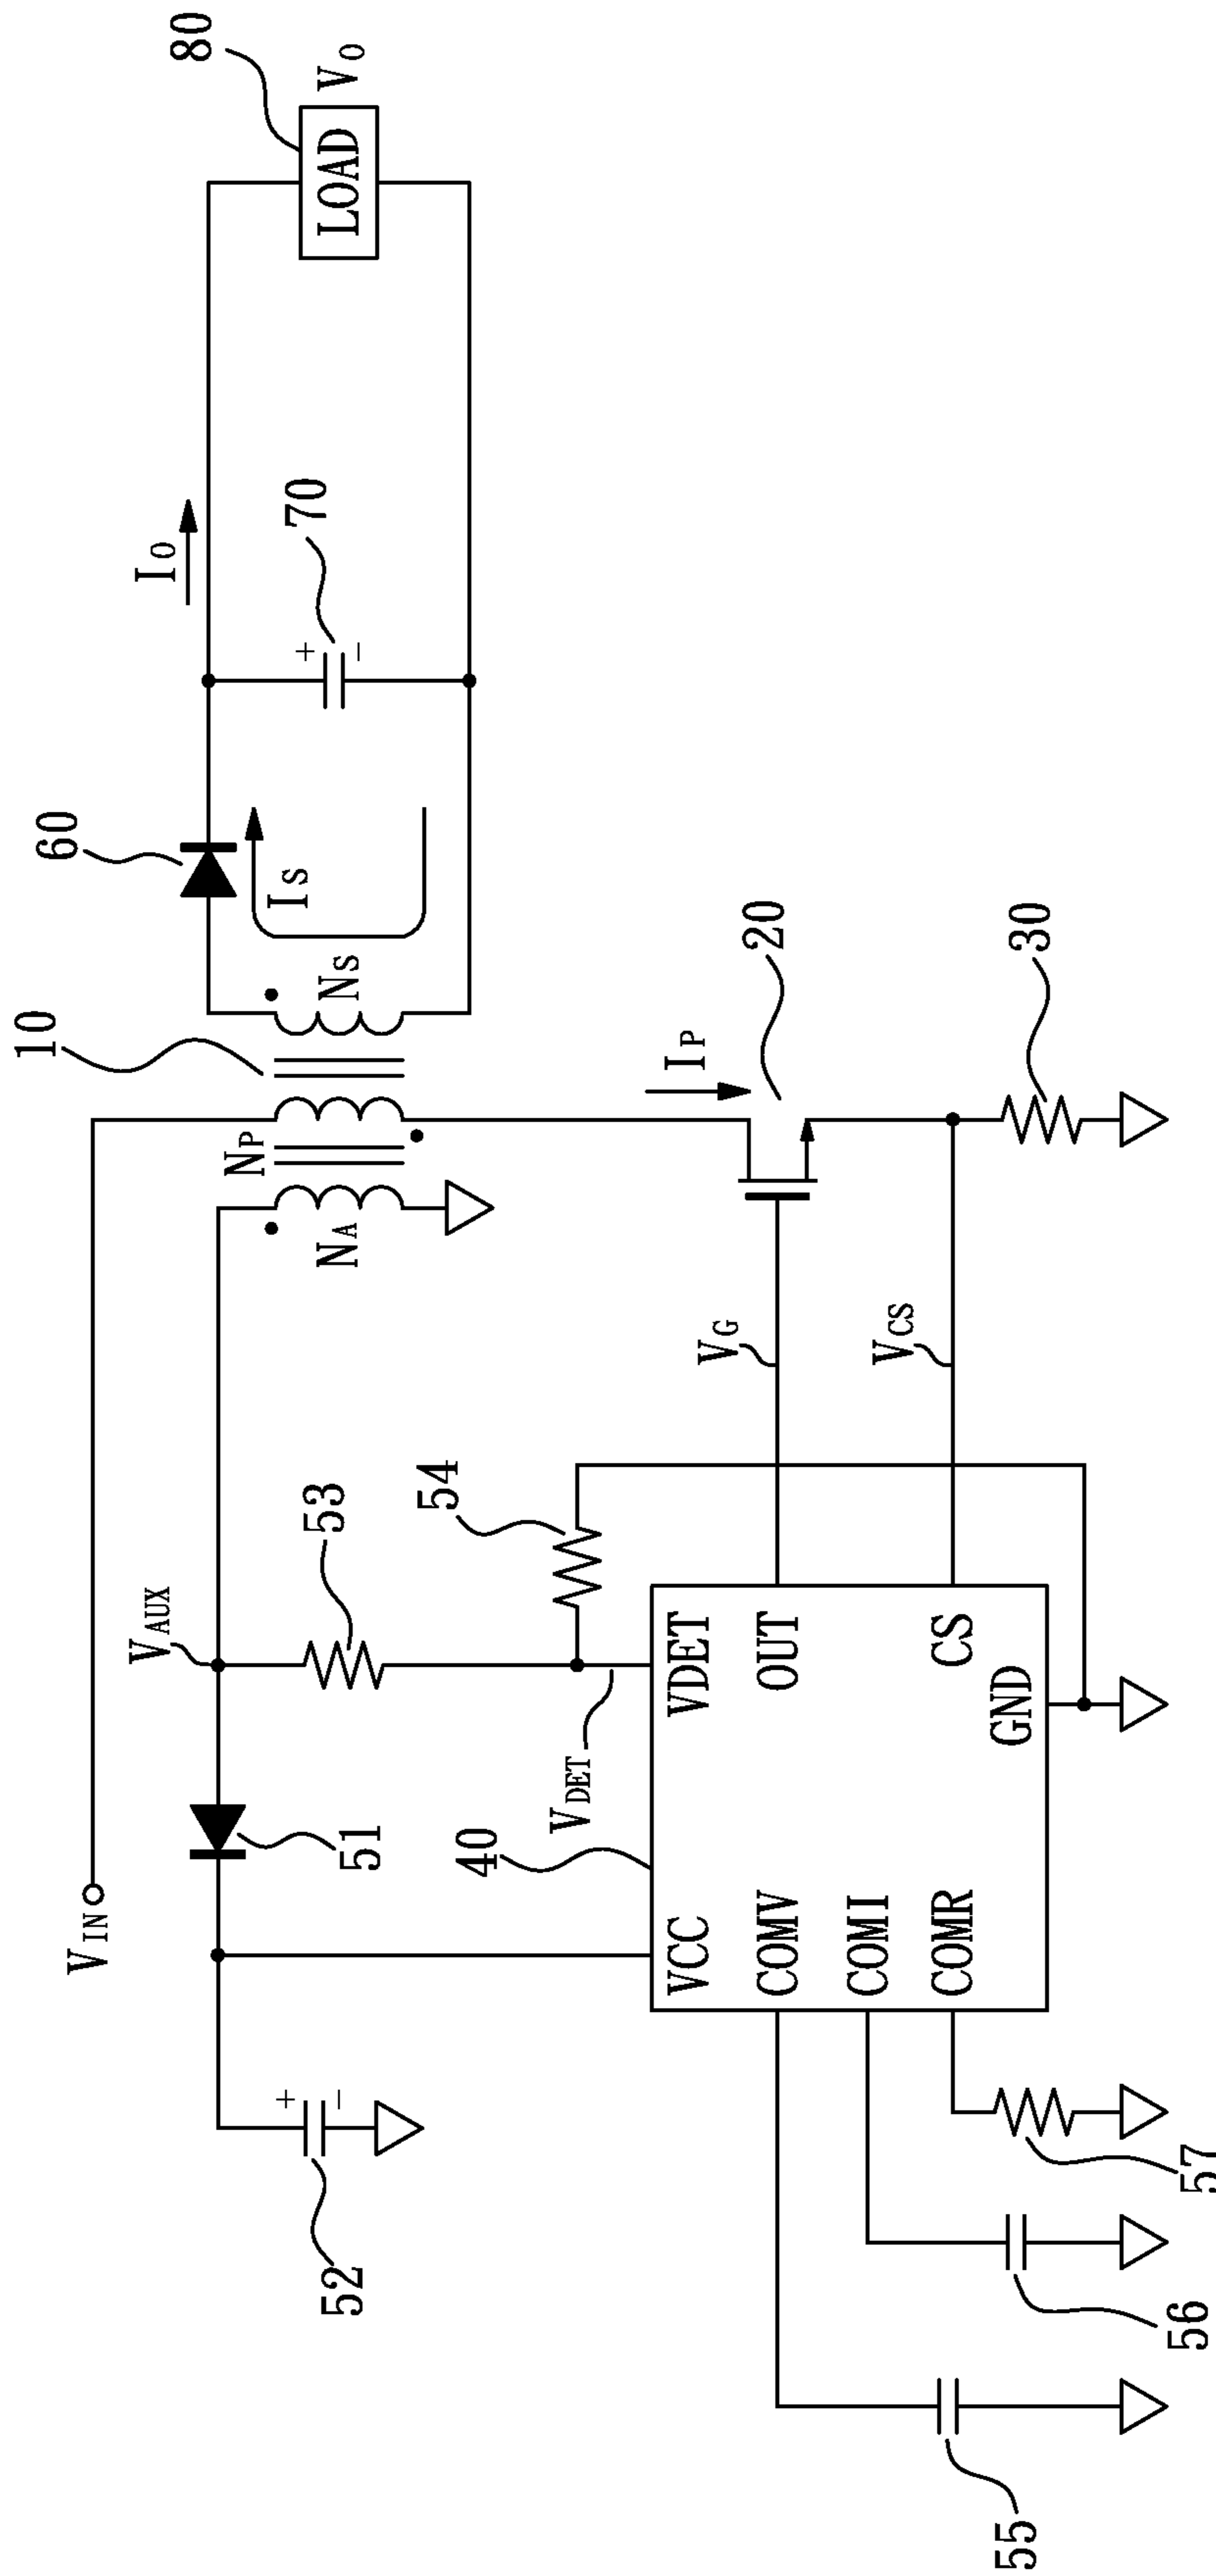 VIN
10
NP
NA
NS
60
IS
IO
70
80
LOAD
VO
VAUX
53
51
52
54
VDET
40
VCC
VDET
COMV
OUT
COMI
COMR
CS
GND
VG
VCS
IP
20
30
55
56
57